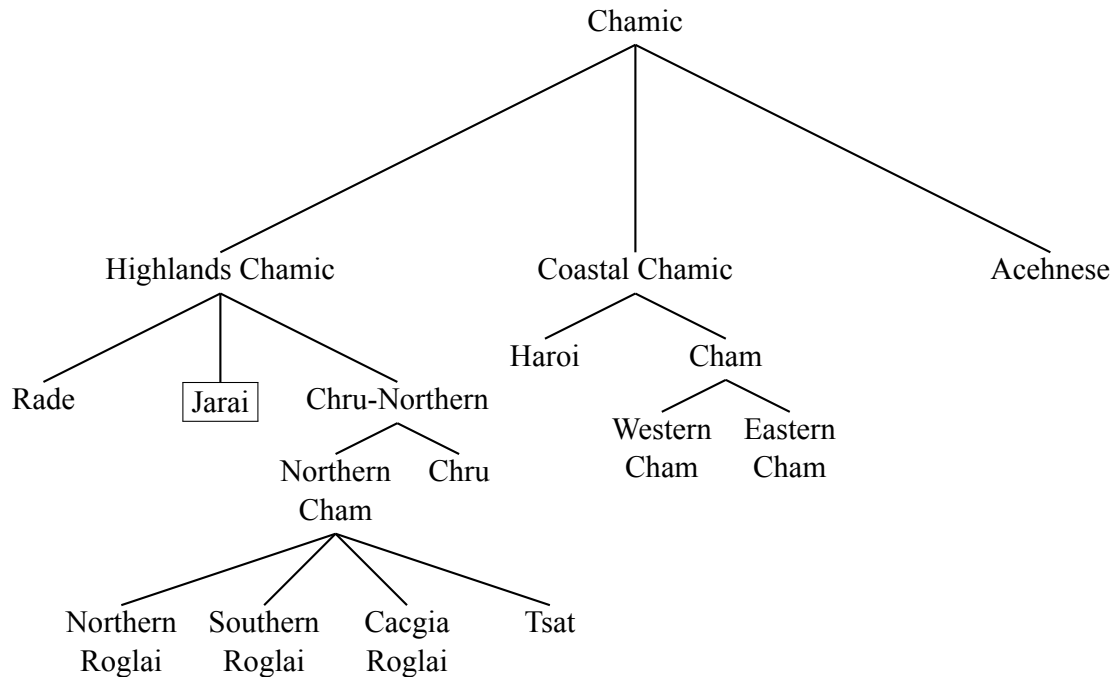 Chamic
Highlands Chamic
Coastal Chamic
Acehnese
Rade
Jarai
Chru-Northern
Haroi
Cham
Northern
Cham
Chru
Western
Cham
Eastern
Cham
Northern
Roglai
Southern
Roglai
Cacgia
Roglai
Tsat